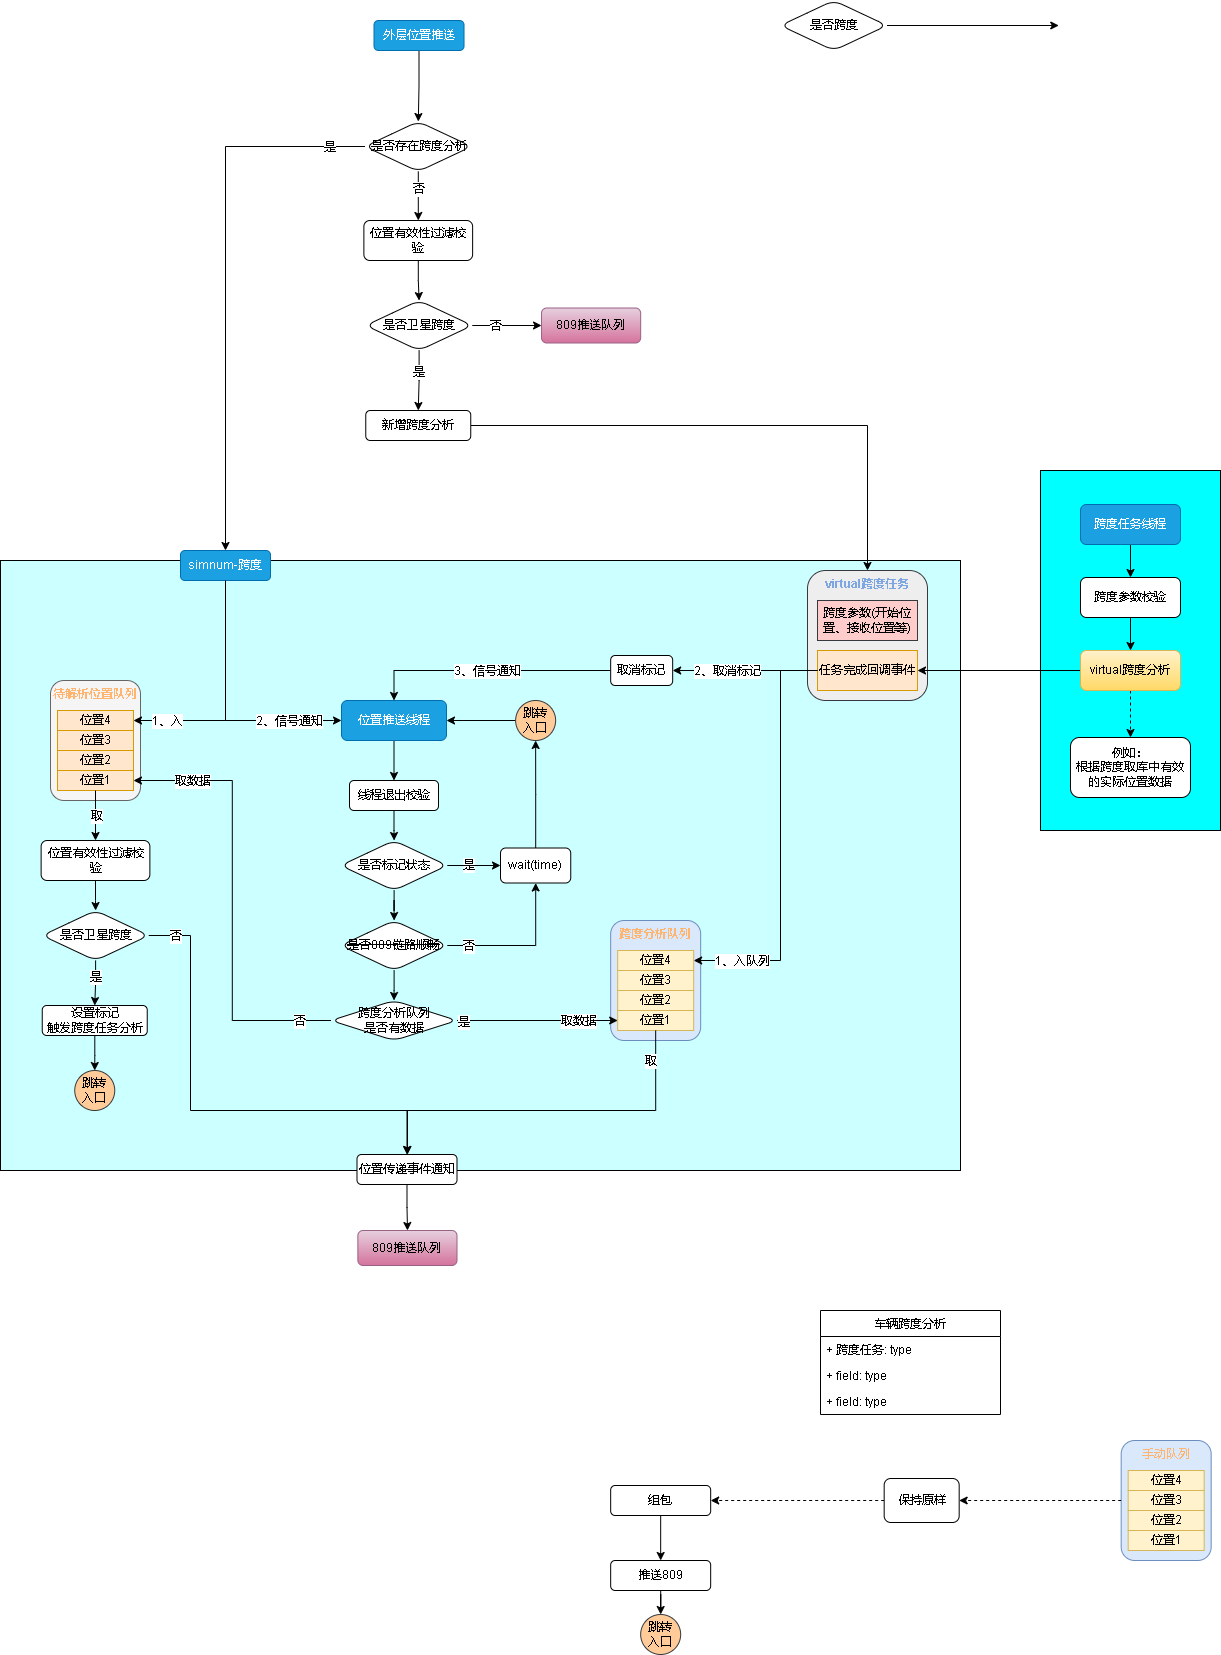 是否跨度
外层位置推送
是否存在跨度分析
是
否
位置有效性过滤校
验
是否卫星跨度
否
809推送队列
是
新增跨度分析
跨度任务线程
跨度参数校验
virtual跨度分析
例如：
根据跨度取库中有效
的实际位置数据
simnum-跨度
virtual跨度任务
跨度参数(开始位
置、接收位置等)
任务完成回调事件
取消标记
2、取消标记
3、信号通知
待解析位置队列
位置4
位置3
位置2
位置1
1、入
2、信号通知
位置推送线程
跳转
入口
取数据
取
线程退出校验
位置有效性过滤校
验
是否标记状态
是
wait(time)
是否卫星跨度
否
是否809链路顺畅
否
跨度分析队列
位置4
位置3
位置2
位置1
1、入队列
是
设置标记
触发跨度任务分析
否
跨度分析队列
是否有数据
是
取数据
取
跳转
入口
位置传递事件通知
809推送队列
车辆跨度分析
+ 跨度任务: type
+ field: type
+ field: type
手动队列
位置4
位置3
位置2
位置1
保持原样
组包
推送809
跳转
入口